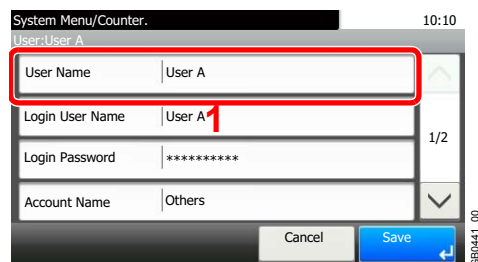 System Menu/Counter.
10:10
User:User A
User Name User A
Login User Name User A
1
1/2
Login Password **********
Account Name Others
Cancel Save
GB0441_00